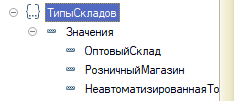 ТипыСкладов
Значения
ОптовыйСклад
РозничныйМагазин
НеавтоматизированнаяТо